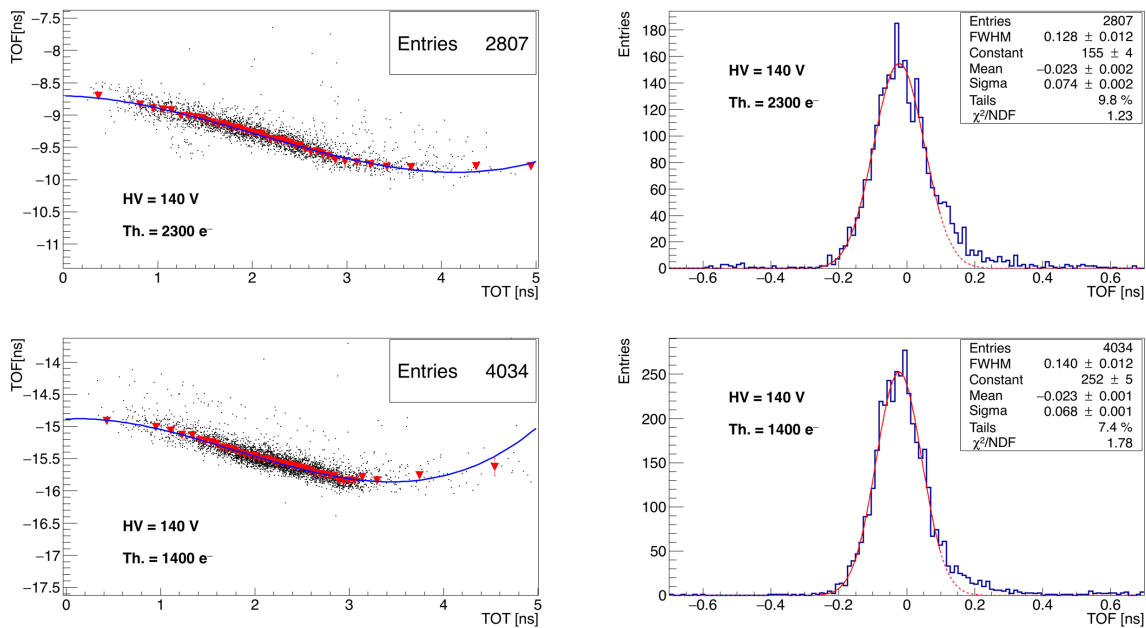 TOF[ns]
−7.5
−8
−8.5
−9
−9.5
−10
−10.5
−11
Entries 2807
HV = 140 V
Th. = 2300 e⁻
0 1 2 3 4 5
TOT [ns]
Entries
180
160
140
120
100
80
60
40
20
0
HV = 140 V
Th. = 2300 e⁻
Entries 2807
FWHM 0.128 ± 0.012
Constant 155 ± 4
Mean −0.023 ± 0.002
Sigma 0.074 ± 0.002
Tails 9.8 %
χ²/NDF 1.23
−0.6 −0.4 −0.2 0 0.2 0.4 0.6
TOF [ns]
TOF[ns]
−14
−14.5
−15
−15.5
−16
−16.5
−17
−17.5
Entries 4034
HV = 140 V
Th. = 1400 e⁻
0 1 2 3 4 5
TOT [ns]
Entries
250
200
150
100
50
0
HV = 140 V
Th. = 1400 e⁻
Entries 4034
FWHM 0.140 ± 0.012
Constant 252 ± 5
Mean −0.023 ± 0.001
Sigma 0.068 ± 0.001
Tails 7.4 %
χ²/NDF 1.78
−0.6 −0.4 −0.2 0 0.2 0.4 0.6
TOF [ns]